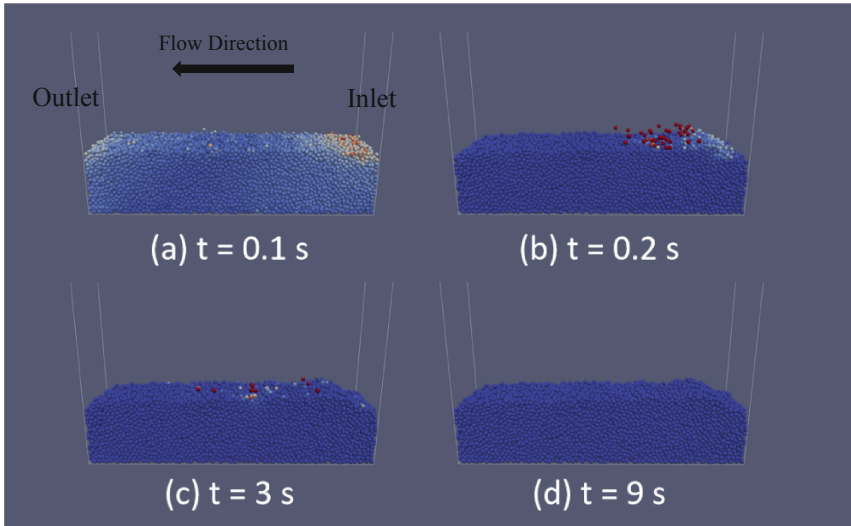 Flow Direction
Outlet
Inlet
(a) t = 0.1 s
(b) t = 0.2 s
(c) t = 3 s
(d) t = 9 s